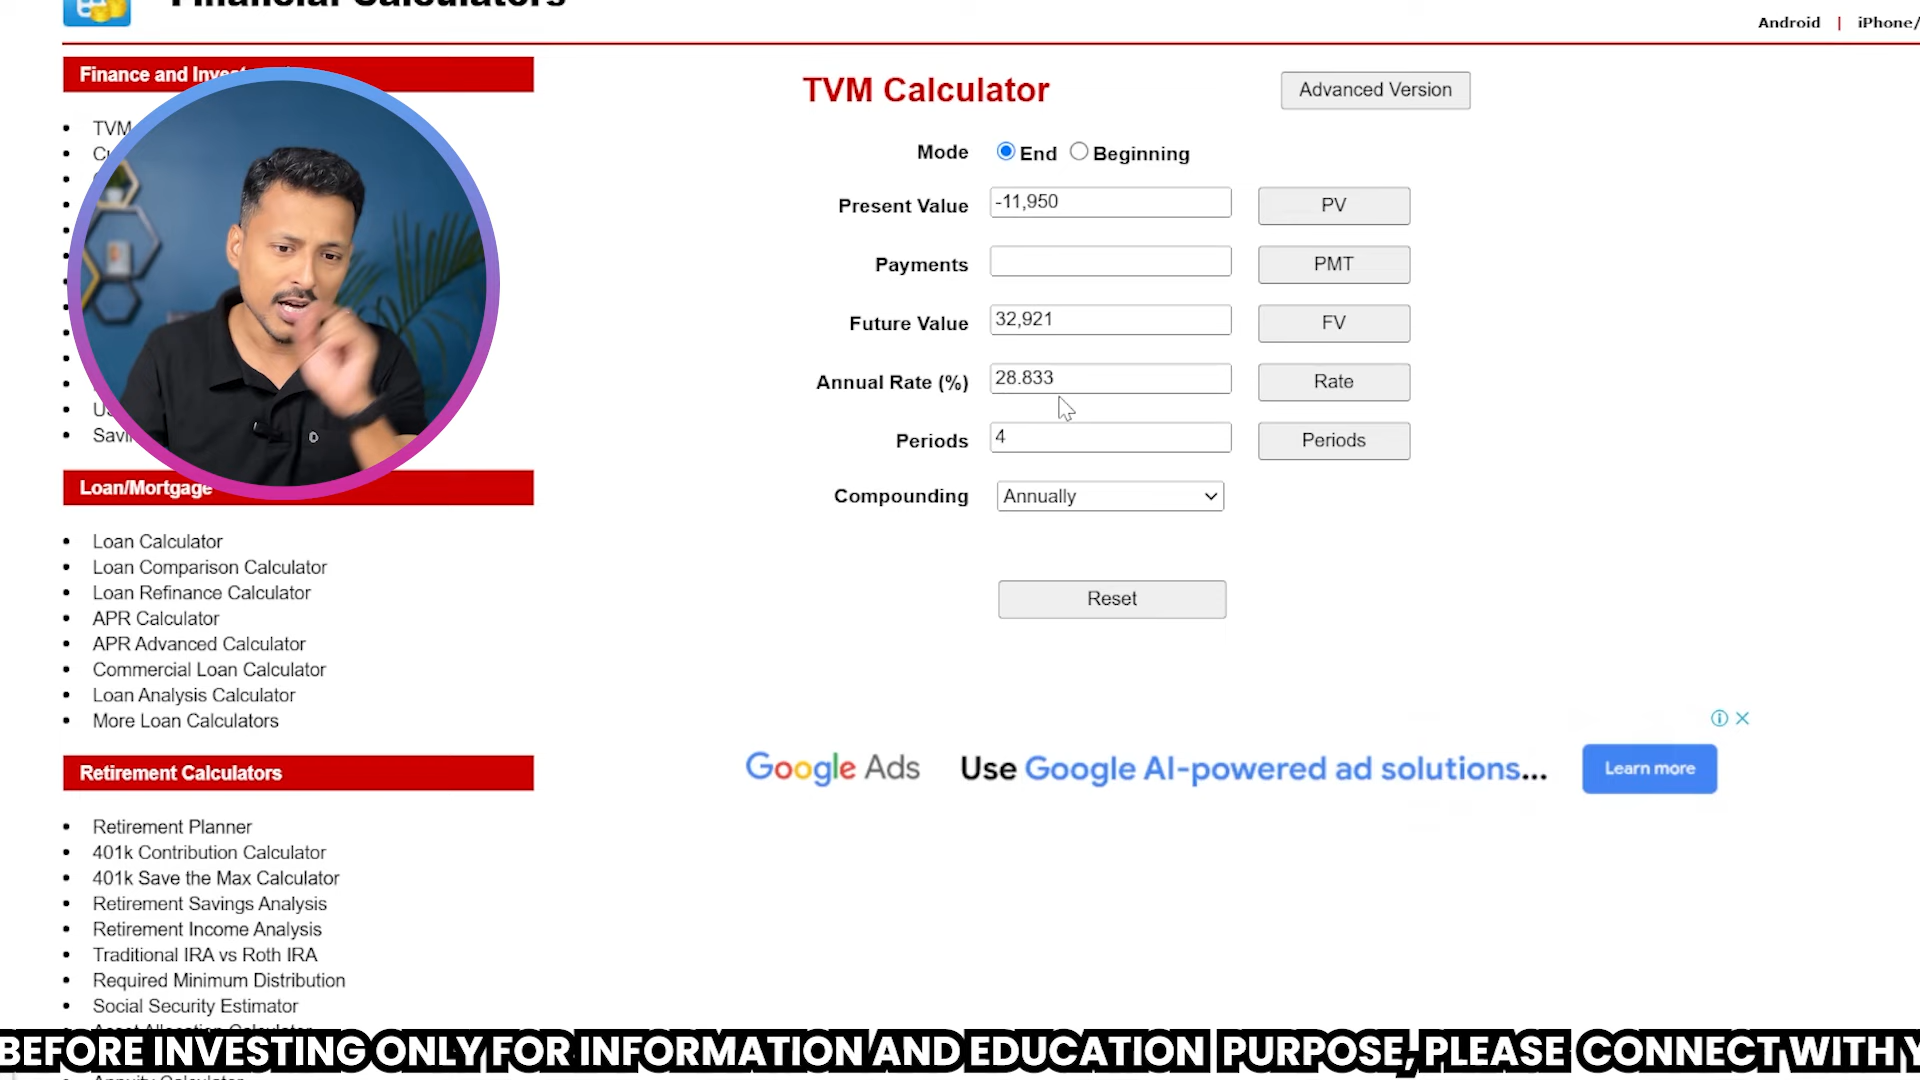 Financial Calculators
Android | iPhone/
Finance and
TVM
Savin
Loan/Mortgage
Loan Calculator
Loan Comparison Calculator
Loan Refinance Calculator
APR Calculator
APR Advanced Calculator
Commercial Loan Calculator
Loan Analysis Calculator
More Loan Calculators
Retirement Calculators
Retirement Planner
401k Contribution Calculator
401k Save the Max Calculator
Retirement Savings Analysis
Retirement Income Analysis
Traditional IRA vs Roth IRA
Required Minimum Distribution
Social Security Estimator
TVM Calculator
Advanced Version
Mode End Beginning
Present Value -11,950 PV
Payments PMT
Future Value 32,921 FV
Annual Rate (%) 28.833 Rate
Periods 4 Periods
Compounding Annually
Reset
Google Ads Use Google AI-powered ad solutions... Learn more
BEFORE INVESTING ONLY FOR INFORMATION AND EDUCATION PURPOSE, PLEASE CONNECT WITH Y